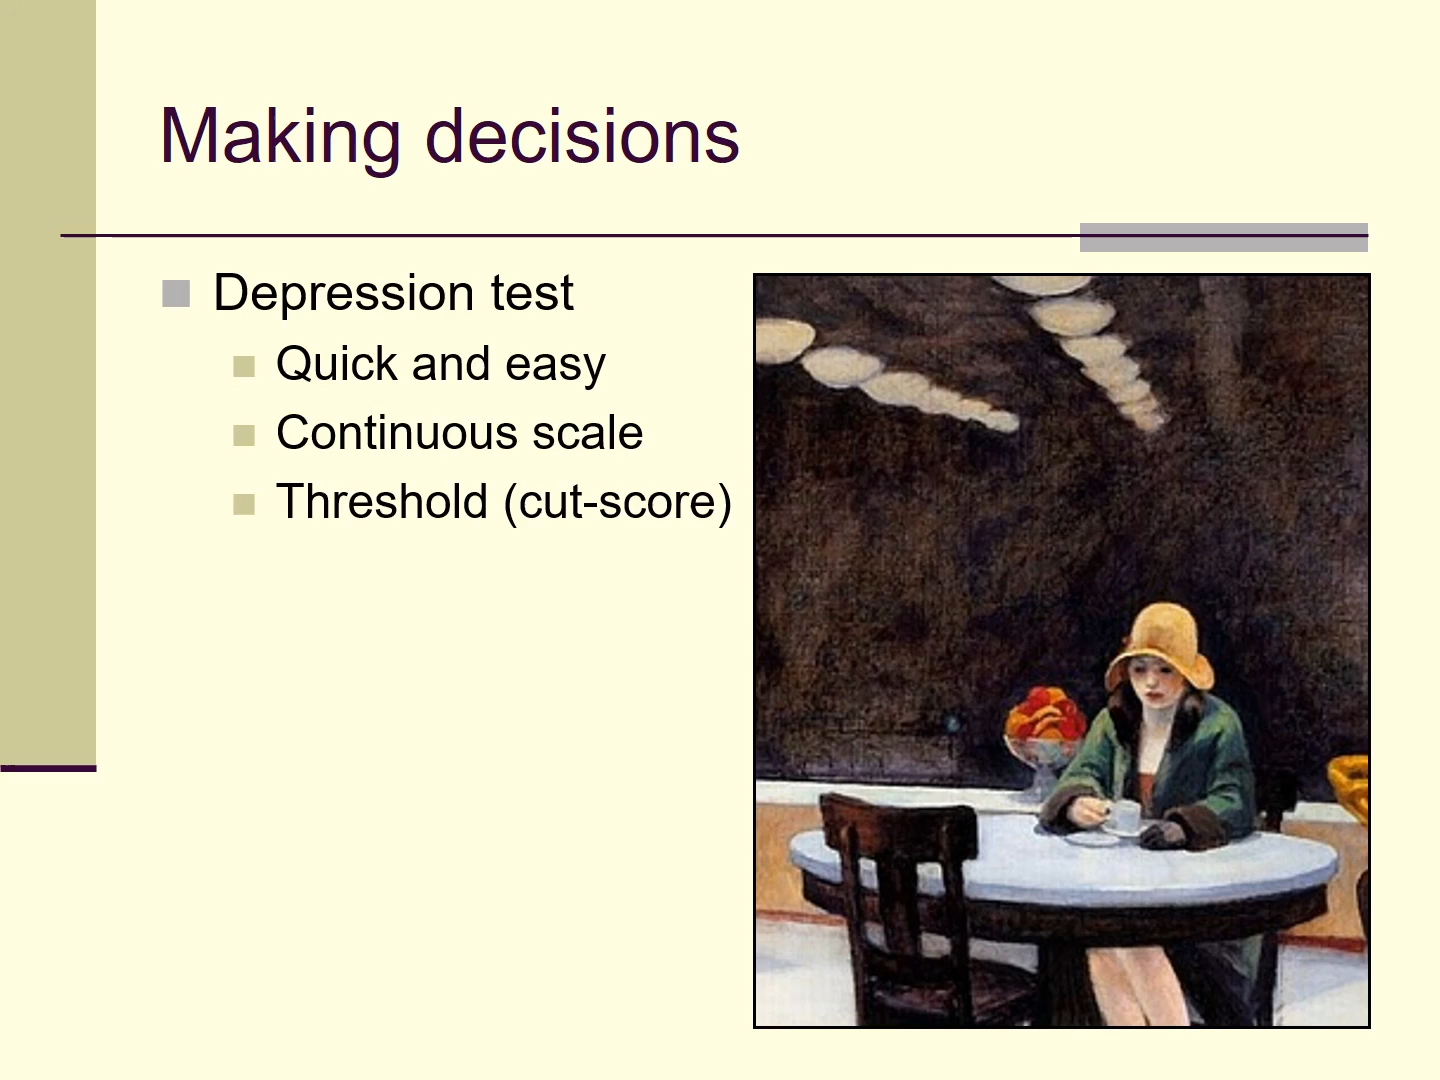 Making decisions
Depression test
Quick and easy
Continuous scale
Threshold (cut-score)